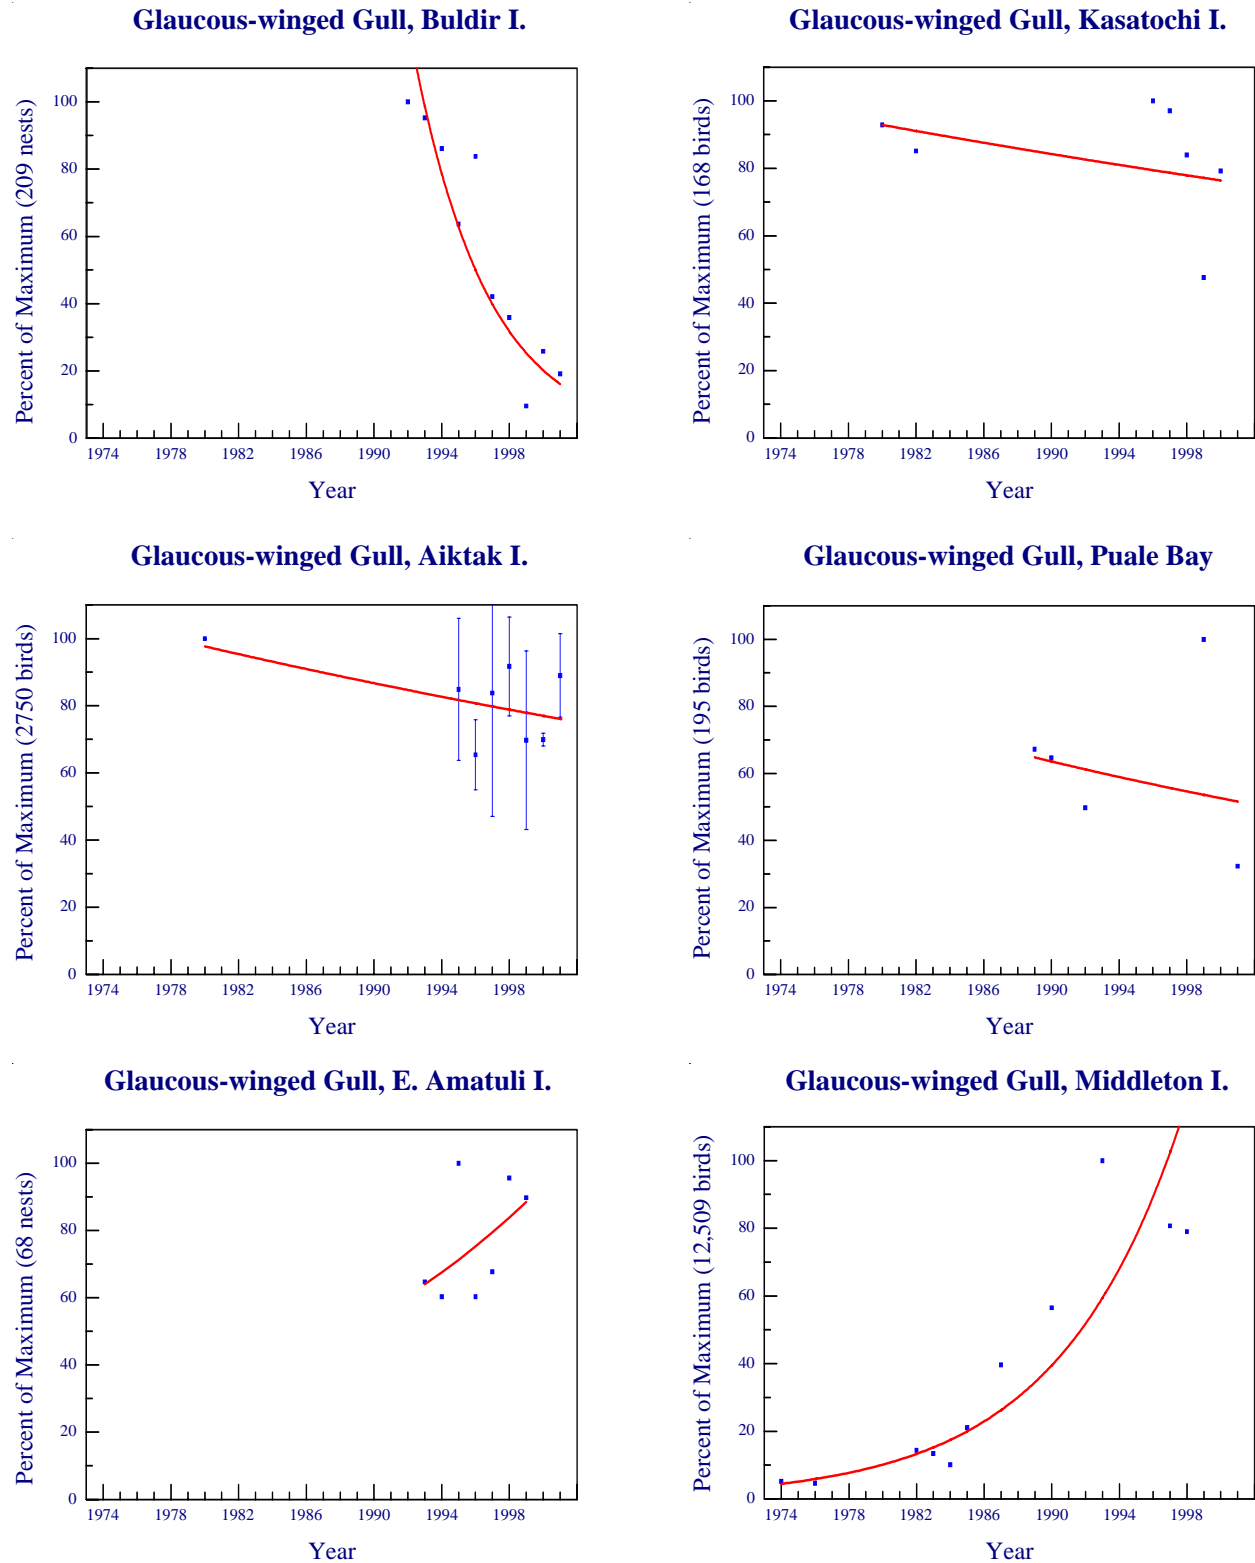 Glaucous-winged Gull, Buldir I.
Percent of Maximum (209 nests)
100
80
60
40
20
0
1974 1978 1982 1986 1990 1994 1998
Year
Glaucous-winged Gull, Kasatochi I.
Percent of Maximum (168 birds)
100
80
60
40
20
0
1974 1978 1982 1986 1990 1994 1998
Year
Glaucous-winged Gull, Aiktak I.
Percent of Maximum (2750 birds)
100
80
60
40
20
0
1974 1978 1982 1986 1990 1994 1998
Year
Glaucous-winged Gull, Puale Bay
Percent of Maximum (195 birds)
100
80
60
40
20
0
1974 1978 1982 1986 1990 1994 1998
Year
Glaucous-winged Gull, E. Amatuli I.
Percent of Maximum (68 nests)
100
80
60
40
20
0
1974 1978 1982 1986 1990 1994 1998
Year
Glaucous-winged Gull, Middleton I.
Percent of Maximum (12,509 birds)
100
80
60
40
20
0
1974 1978 1982 1986 1990 1994 1998
Year